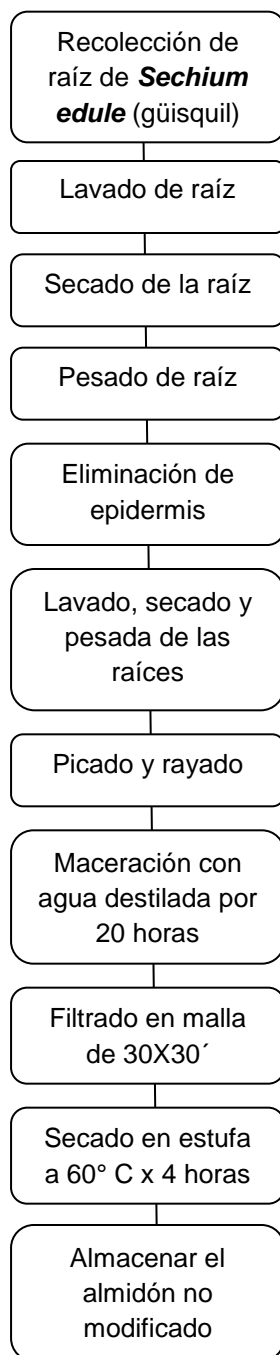 Recolección de
raíz de Sechium
edule (güisquil)
Lavado de raíz
Secado de la raíz
Pesado de raíz
Eliminación de
epidermis
Lavado, secado y
pesada de las
raíces
Picado y rayado
Maceración con
agua destilada por
20 horas
Filtrado en malla
de 30X30´
Secado en estufa
a 60° C x 4 horas
Almacenar el
almidón no
modificado